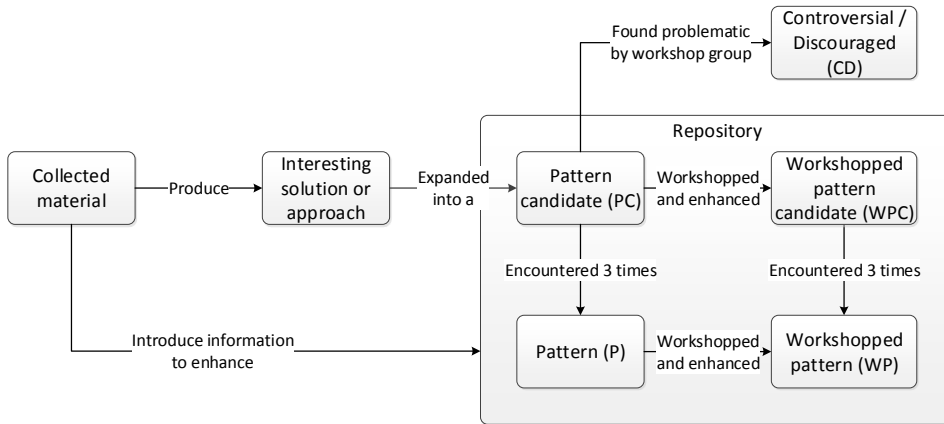 Found problematic
by workshop group
Controversial /
Discouraged
(CD)
Repository
Collected
material
Produce
Interesting
solution or
approach
Expanded
into a
Pattern
candidate (PC)
Workshopped
and enhanced
Workshopped
pattern
candidate (WPC)
Encountered 3 times
Encountered 3 times
Introduce information
to enhance
Pattern (P)
Workshopped
and enhanced
Workshopped
pattern (WP)